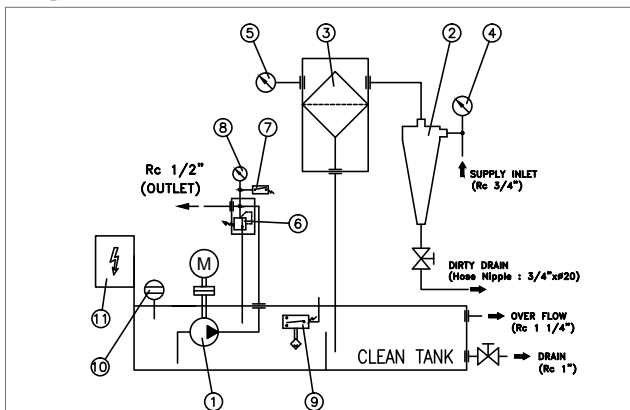 5
3
2
4
8
7
Rc 1/2"
(OUTLET)
SUPPLY INLET
(Rc 3/4")
6
M
11
DIRTY DRAIN
(Hose Nipple : 3/4"xø20)
10
OVER FLOW
(Rc 1 1/4")
CLEAN TANK
DRAIN
(Rc 1")
1
9